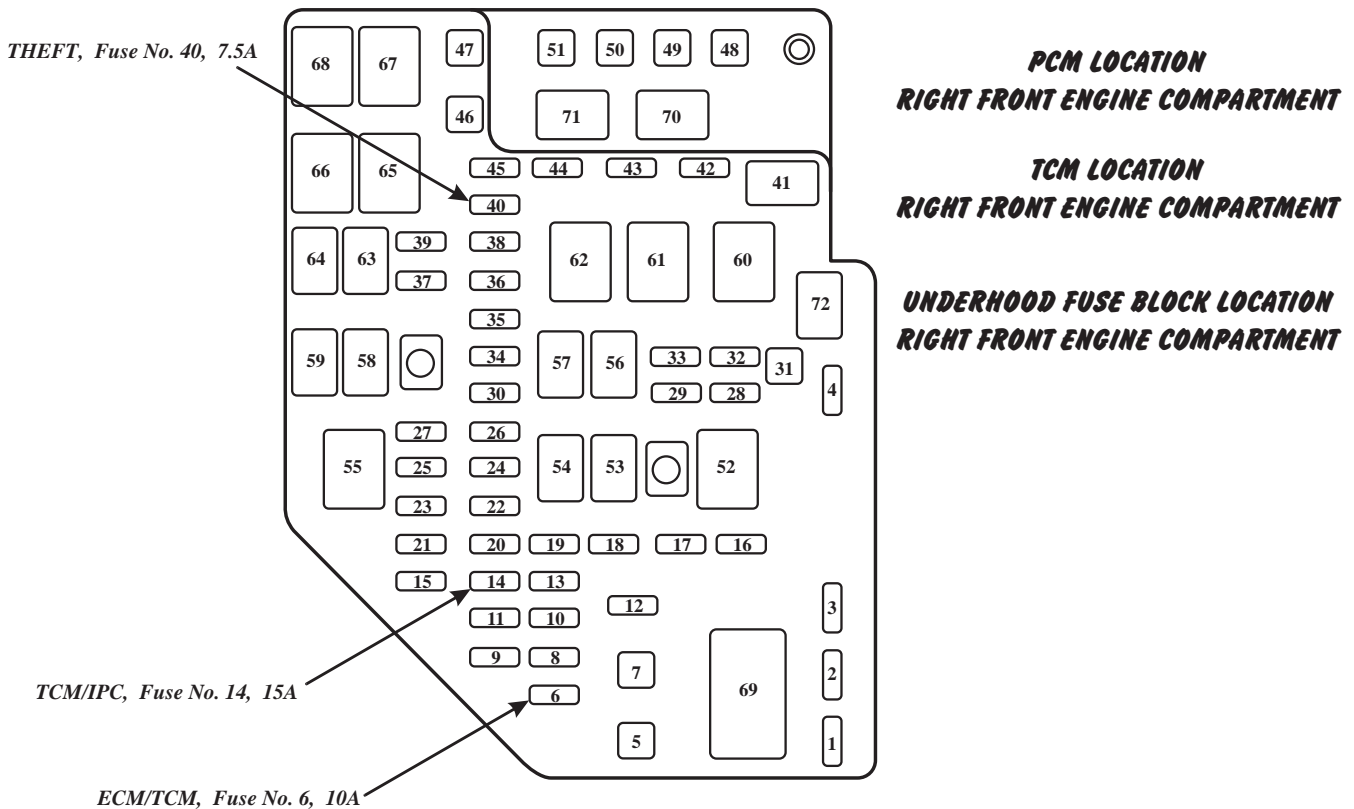 THEFT, Fuse No. 40, 7.5A
68 67 47 51 50 49 48
46 71 70
66 65 45 44 43 42 41
40
64 63 39 38 62 61 60
37 36
72
35
59 58 34 57 56 33 32 31
30 29 28 4
27 26
55 25 24 54 53 52
23 22
21 20 19 18 17 16
15 14 13
12 3
11 10
9 8
7 2
6 69
5 1
TCM/IPC, Fuse No. 14, 15A
ECM/TCM, Fuse No. 6, 10A
PCM LOCATION
RIGHT FRONT ENGINE COMPARTMENT
TCM LOCATION
RIGHT FRONT ENGINE COMPARTMENT
UNDERHOOD FUSE BLOCK LOCATION
RIGHT FRONT ENGINE COMPARTMENT